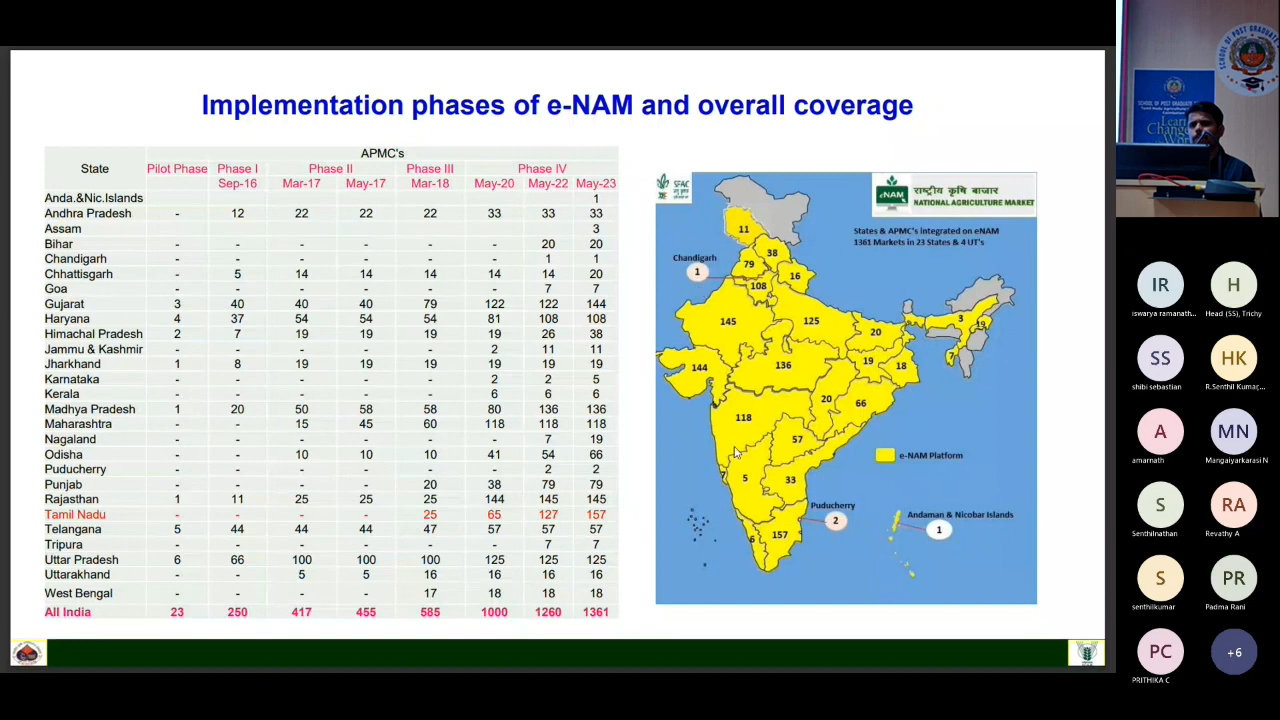 Implementation phases of e-NAM and overall coverage
APMC's
State Pilot Phase Phase I Phase II Phase III Phase IV
Sep-16 Mar-17 May-17 Mar-18 May-20 May-22 May-23
Anda.&Nic.Islands 1
Andhra Pradesh - 12 22 22 22 33 33 33
Assam 3
Bihar - - - - - - 20 20
Chandigarh - - - - - - 1 1
Chhattisgarh - 5 14 14 14 14 14 20
Goa - - - - - - 7 7
Gujarat 3 40 40 40 79 122 122 144
Haryana 4 37 54 54 54 81 108 108
Himachal Pradesh 2 7 19 19 19 19 26 38
Jammu & Kashmir - - - - - 2 11 11
Jharkhand 1 8 19 19 19 19 19 19
Karnataka - - - - - 2 2 5
Kerala - - - - - 6 6 6
Madhya Pradesh 1 20 50 58 58 80 136 136
Maharashtra - - 15 45 60 118 118 118
Nagaland - - - - - - 7 19
Odisha - - 10 10 10 41 54 66
Puducherry - - - - - - 2 2
Punjab - - - - 20 38 79 79
Rajasthan 1 11 25 25 25 144 145 145
Tamil Nadu - - - - 25 65 127 157
Telangana 5 44 44 44 47 57 57 57
Tripura - - - - - - 7 7
Uttar Pradesh 6 66 100 100 100 125 125 125
Uttarakhand - - 5 5 16 16 16 16
West Bengal - - - - 17 18 18 18
All India 23 250 417 455 585 1000 1260 1361
SFAC
eNAM
राष्ट्रीय कृषि बाजार
NATIONAL AGRICULTURE MARKET
States & APMC's integrated on eNAM
1361 Markets in 23 States & 4 UT's
11
38
Chandigarh
1
79
16
108
145
125
20
3
19
7
144
136
19
18
20
66
118
57
e-NAM Platform
7
5
33
Puducherry
2
Andaman & Nicobar Islands
1
6
157
SCHOOL OF POST GRADUATE
SCHOOL OF POST GRADUATE
Coimbatore
Change
IR
iswarya ramanath...
H
Head (SS), Trichy
SS
shibi sebastian
HK
R.Senthil Kumar,...
A
amarnath
MN
Mangaiyarkarasi N
S
Senthilnathan
RA
Revathy A
S
senthilkumar
PR
Padma Rani
PC
PRITHIKA C
+6